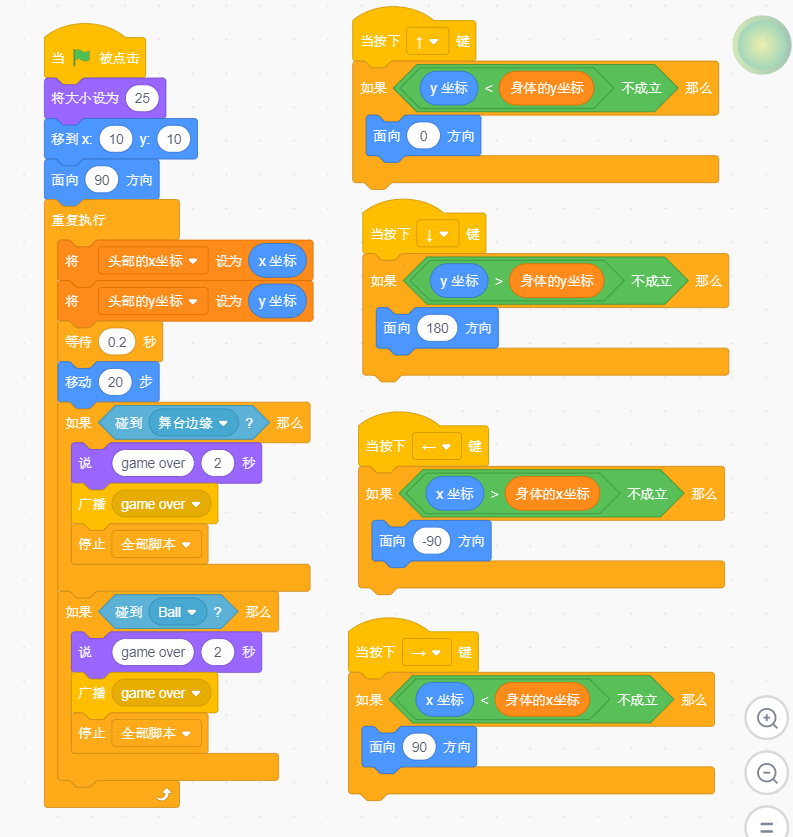 当 被点击
将大小设为 25
移到 x: 10 y: 10
面向 90 方向
重复执行
将 头部的x坐标 设为 x 坐标
将 头部的y坐标 设为 y 坐标
等待 0.2 秒
移动 20 步
如果 碰到 舞台边缘 ? 那么
说 game over 2 秒
广播 game over
停止 全部脚本
如果 碰到 Ball ? 那么
说 game over 2 秒
广播 game over
停止 全部脚本
当按下 ↑ 键
如果 y 坐标 < 身体的y坐标 不成立 那么
面向 0 方向
当按下 ↓ 键
如果 y 坐标 > 身体的y坐标 不成立 那么
面向 180 方向
当按下 ← 键
如果 x 坐标 > 身体的x坐标 不成立 那么
面向 -90 方向
当按下 → 键
如果 x 坐标 < 身体的x坐标 不成立 那么
面向 90 方向